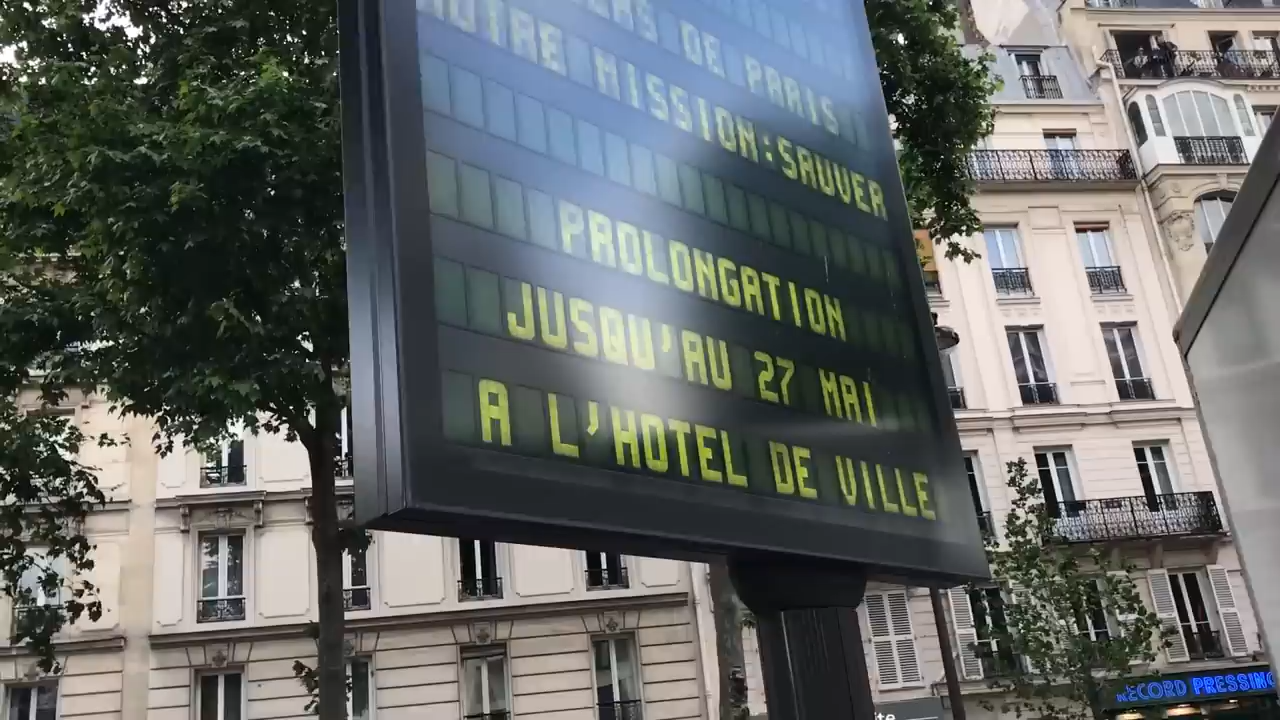 DE PARIS
NOTRE MISSION:SAUVER
PROLONGATION
JUSQU'AU 27 MAI
A L'HOTEL DE VILLE
RECORD PRESSING